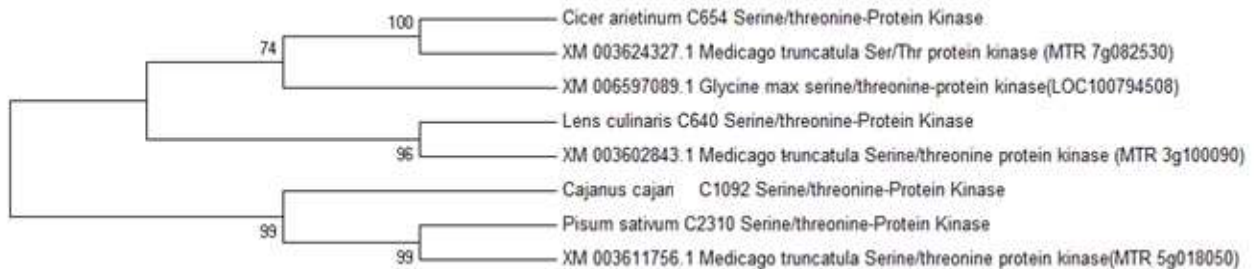 100
Cicer arietinum C654 Serine/threonine-Protein Kinase
74
XM 003624327.1 Medicago truncatula Ser/Thr protein kinase (MTR 7g082530)
XM 006597089.1 Glycine max serine/threonine-protein kinase(LOC100794508)
Lens culinaris C640 Serine/threonine-Protein Kinase
96
XM 003602843.1 Medicago truncatula Serine/threonine protein kinase (MTR 3g100090)
Cajanus cajan C1092 Serine/threonine-Protein Kinase
99
Pisum sativum C2310 Serine/threonine-Protein Kinase
99
XM 003611756.1 Medicago truncatula Serine/threonine protein kinase(MTR 5g018050)